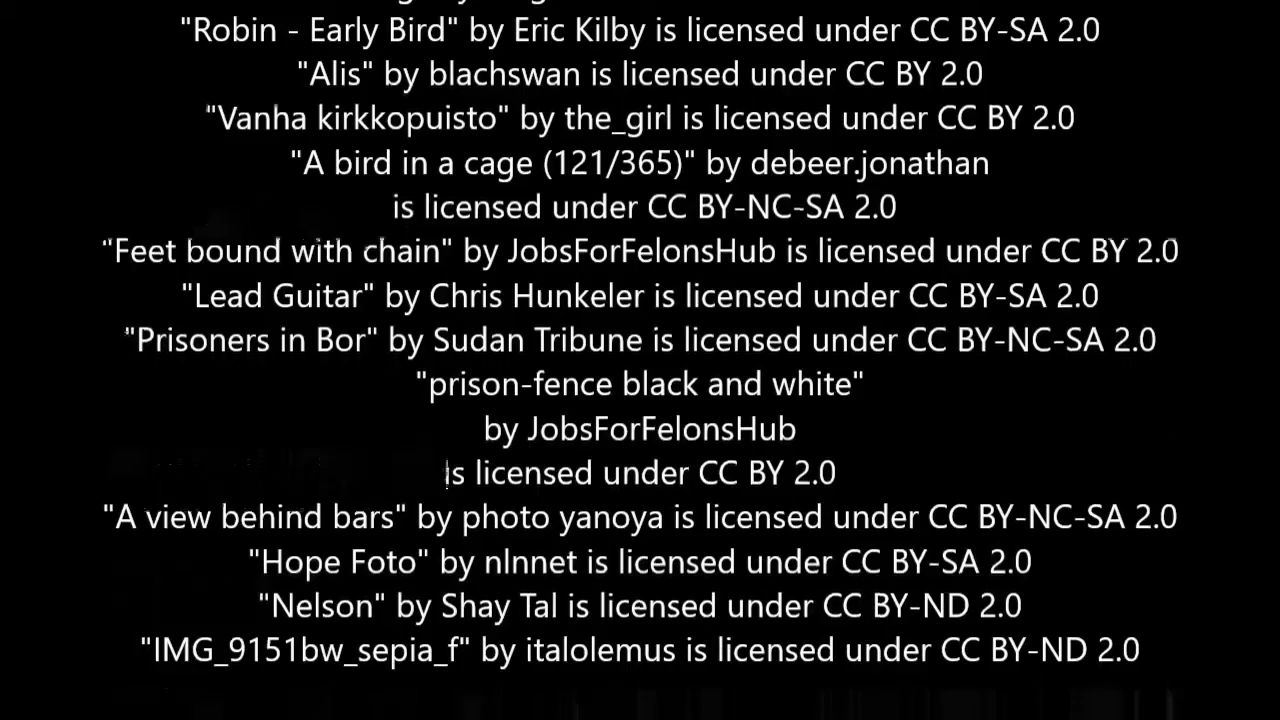 "Robin - Early Bird" by Eric Kilby is licensed under CC BY-SA 2.0
"Alis" by blachswan is licensed under CC BY 2.0
"Vanha kirkkopuisto" by the_girl is licensed under CC BY 2.0
"A bird in a cage (121/365)" by debeer.jonathan
is licensed under CC BY-NC-SA 2.0
"Feet bound with chain" by JobsForFelonsHub is licensed under CC BY 2.0
"Lead Guitar" by Chris Hunkeler is licensed under CC BY-SA 2.0
"Prisoners in Bor" by Sudan Tribune is licensed under CC BY-NC-SA 2.0
"prison-fence black and white"
by JobsForFelonsHub
is licensed under CC BY 2.0
"A view behind bars" by photo yanoya is licensed under CC BY-NC-SA 2.0
"Hope Foto" by nlnnet is licensed under CC BY-SA 2.0
"Nelson" by Shay Tal is licensed under CC BY-ND 2.0
"IMG_9151bw_sepia_f" by italolemus is licensed under CC BY-ND 2.0